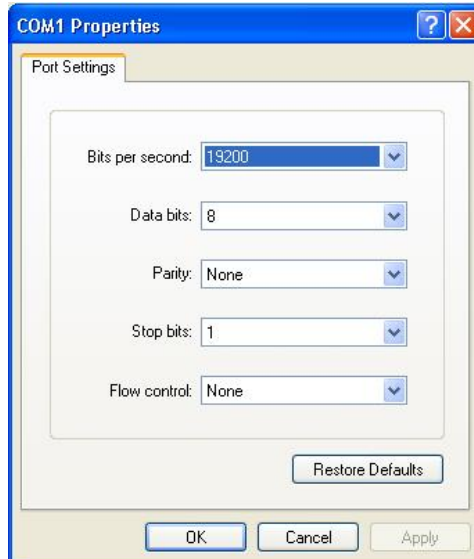 COM1 Properties
Port Settings
Bits per second: 19200
Data bits: 8
Parity: None
Stop bits: 1
Flow control: None
Restore Defaults
OK Cancel Apply